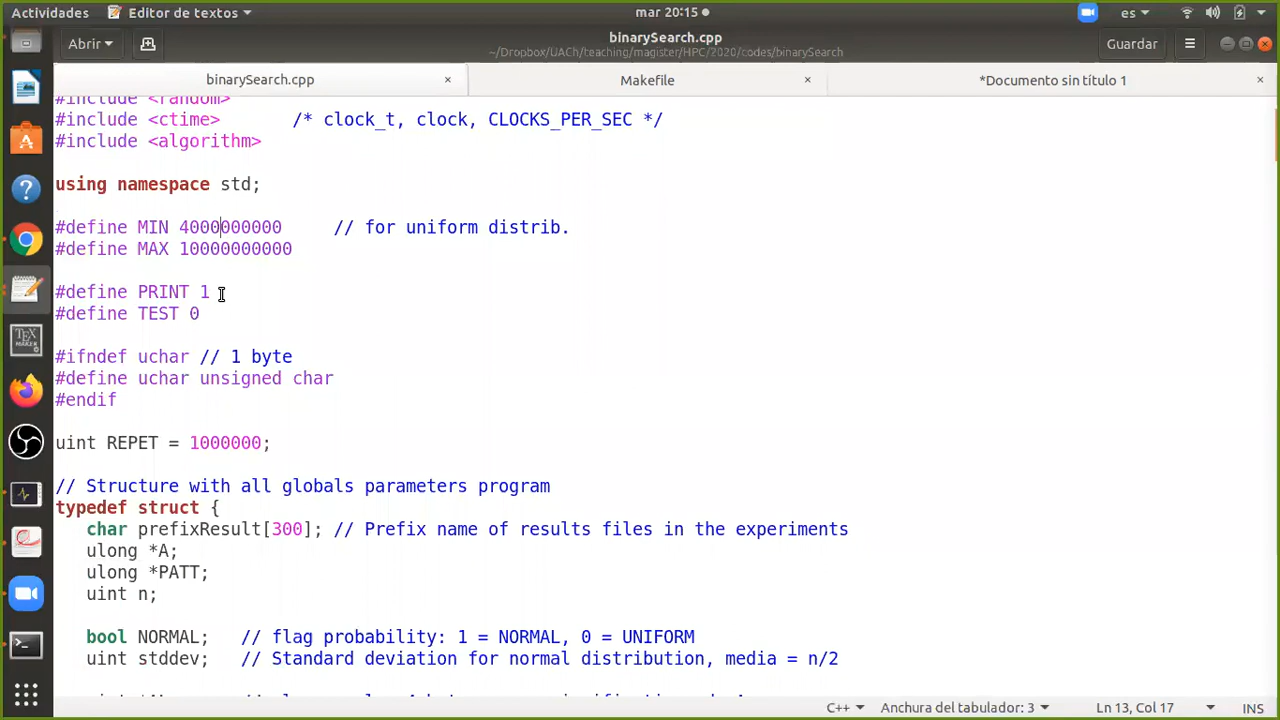 Actividades
Editor de textos
mar 20:15
es
Abrir
binarySearch.cpp
~/Dropbox/UACh/teaching/magister/HPC/2020/codes/binarySearch
Guardar
binarySearch.cpp ×
Makefile ×
*Documento sin título 1 ×
#include <random>
#include <ctime> /* clock_t, clock, CLOCKS_PER_SEC */
#include <algorithm>
using namespace std;
#define MIN 4000000000 // for uniform distrib.
#define MAX 10000000000
#define PRINT 1
#define TEST 0
#ifndef uchar // 1 byte
#define uchar unsigned char
#endif
uint REPET = 1000000;
// Structure with all globals parameters program
typedef struct {
char prefixResult[300]; // Prefix name of results files in the experiments
ulong *A;
ulong *PATT;
uint n;
bool NORMAL; // flag probability: 1 = NORMAL, 0 = UNIFORM
uint stddev; // Standard deviation for normal distribution, media = n/2
C++
Anchura del tabulador: 3
Ln 13, Col 17
INS